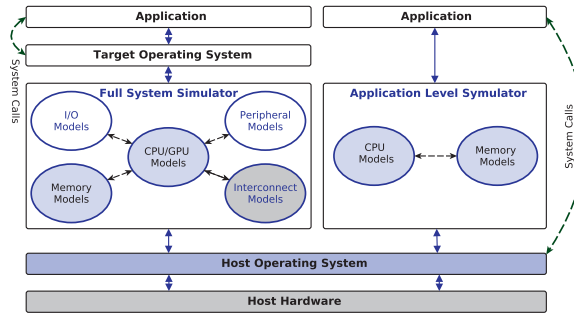 Application
Application
Target Operating System
System Calls
System Calls
Full System Simulator
Application Level Symulator
I/O
Models
Peripheral
Models
CPU/GPU
Models
Memory
Models
Interconnect
Models
CPU
Models
Memory
Models
Host Operating System
Host Hardware